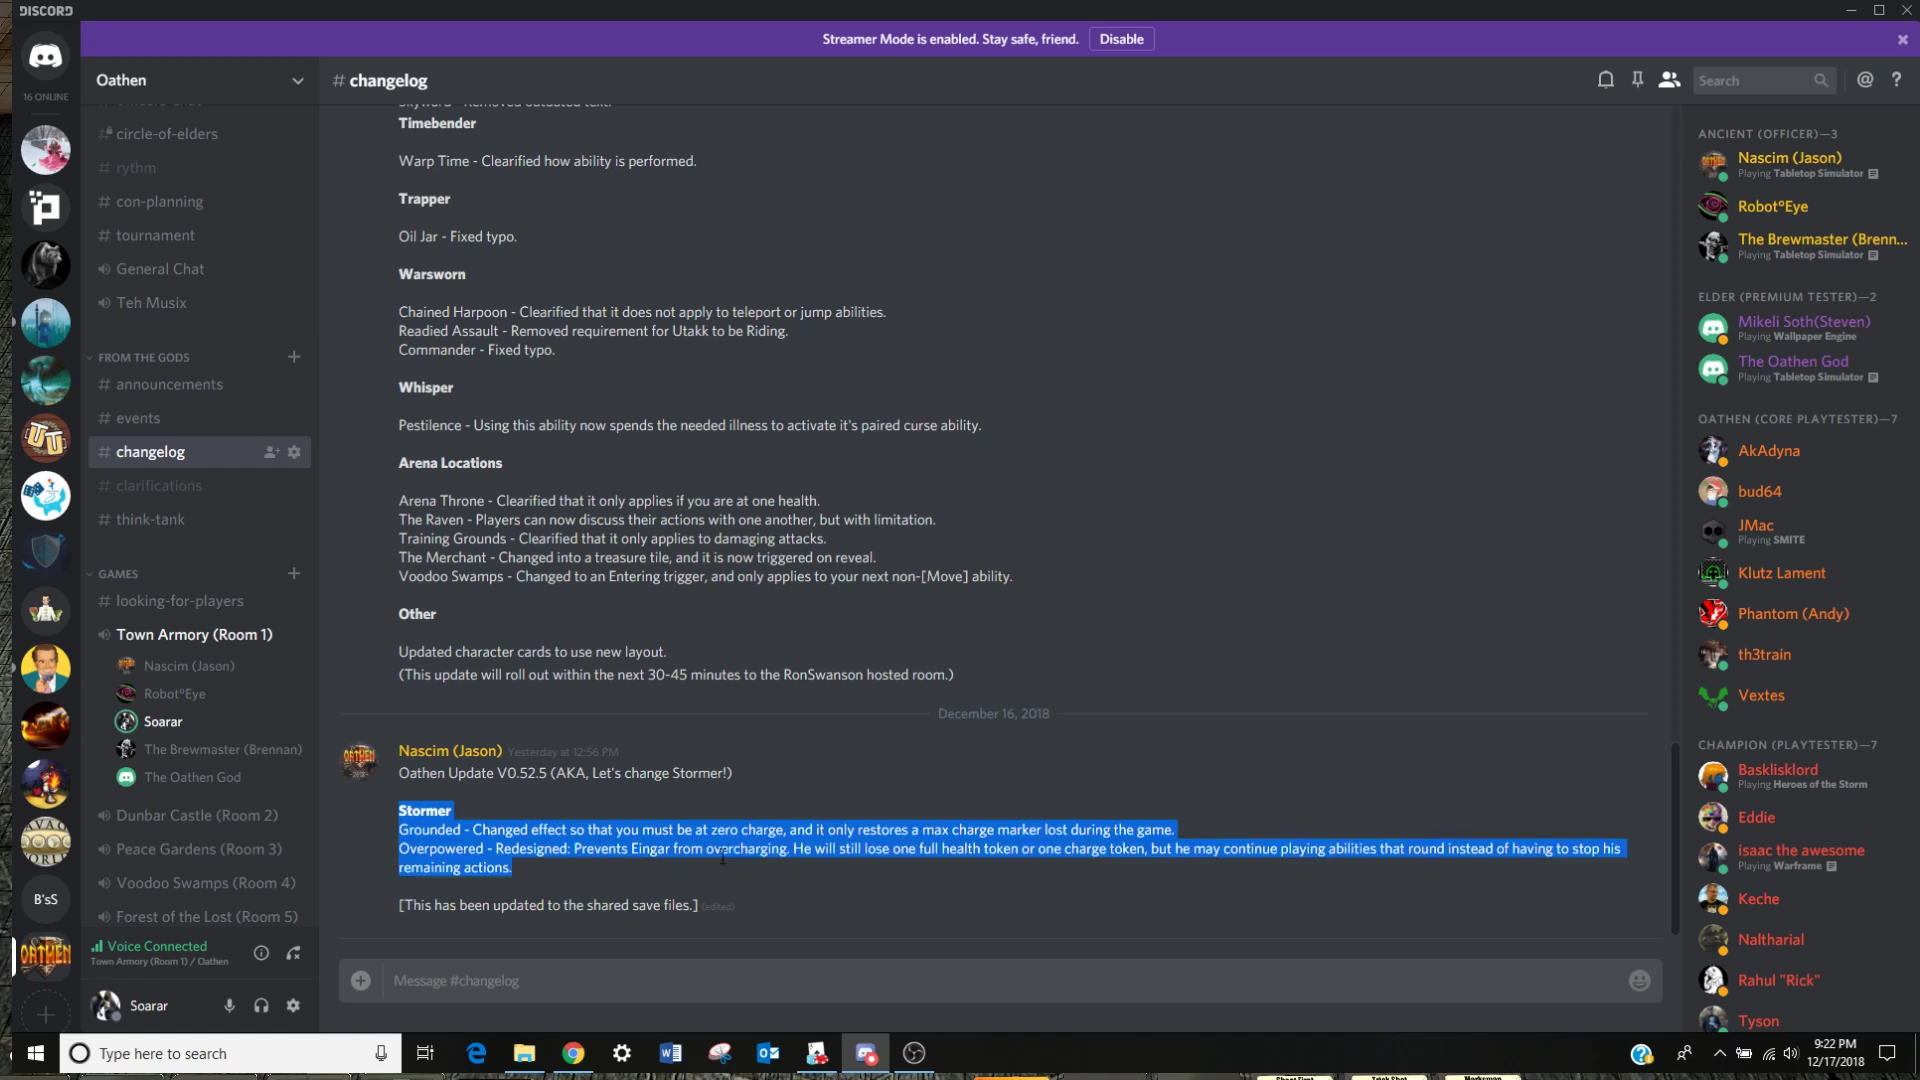 DISCORD
Streamer Mode is enabled. Stay safe, friend. Disable
16 ONLINE
B'sS
Oathen
circle-of-elders
rythm
con-planning
tournament
General Chat
Teh Musix
FROM THE GODS
announcements
events
changelog
clarifications
think-tank
GAMES
looking-for-players
Town Armory (Room 1)
Nascim (Jason)
Robot°Eye
Soarar
The Brewmaster (Brennan)
The Oathen God
Dunbar Castle (Room 2)
Peace Gardens (Room 3)
Voodoo Swamps (Room 4)
Forest of the Lost (Room 5)
Voice Connected
Town Armory (Room 1) / Oathen
Soarar
# changelog
Search
Timebender
Warp Time - Clearified how ability is performed.
Trapper
Oil Jar - Fixed typo.
Warsworn
Chained Harpoon - Clearified that it does not apply to teleport or jump abilities.
Readied Assault - Removed requirement for Utakk to be Riding.
Commander - Fixed typo.
Whisper
Pestilence - Using this ability now spends the needed illness to activate it's paired curse ability.
Arena Locations
Arena Throne - Clearified that it only applies if you are at one health.
The Raven - Players can now discuss their actions with one another, but with limitation.
Training Grounds - Clearified that it only applies to damaging attacks.
The Merchant - Changed into a treasure tile, and it is now triggered on reveal.
Voodoo Swamps - Changed to an Entering trigger, and only applies to your next non-[Move] ability.
Other
Updated character cards to use new layout.
(This update will roll out within the next 30-45 minutes to the RonSwanson hosted room.)
December 16, 2018
Nascim (Jason) Yesterday at 12:56 PM
Oathen Update V0.52.5 (AKA, Let's change Stormer!)
Stormer
Grounded - Changed effect so that you must be at zero charge, and it only restores a max charge marker lost during the game.
Overpowered - Redesigned: Prevents Eingar from overcharging. He will still lose one full health token or one charge token, but he may continue playing abilities that round instead of having to stop his
remaining actions.
[This has been updated to the shared save files.] (edited)
Message #changelog
ANCIENT (OFFICER)—3
Nascim (Jason)
Playing Tabletop Simulator
Robot°Eye
The Brewmaster (Brenn...
Playing Tabletop Simulator
ELDER (PREMIUM TESTER)—2
Mikeli Soth(Steven)
Playing Wallpaper Engine
The Oathen God
Playing Tabletop Simulator
OATHEN (CORE PLAYTESTER)—7
AkAdyna
bud64
JMac
Playing SMITE
Klutz Lament
Phantom (Andy)
th3train
Vextes
CHAMPION (PLAYTESTER)—7
Basklisklord
Playing Heroes of the Storm
Eddie
isaac the awesome
Playing Warframe
Keche
Naltharial
Rahul "Rick"
Tyson
Type here to search
9:22 PM
12/17/2018